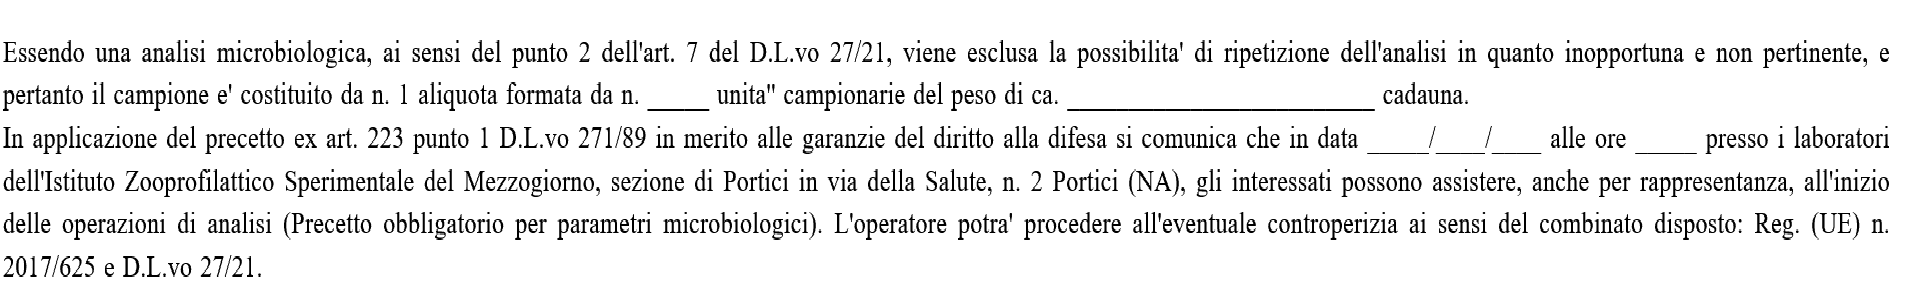 Essendo una analisi microbiologica, ai sensi del punto 2 dell'art. 7 del D.L.vo 27/21, viene esclusa la possibilita' di ripetizione dell'analisi in quanto inopportuna e non pertinente, e
pertanto il campione e' costituito da n. 1 aliquota formata da n. _____ unita'' campionarie del peso di ca. _________________________ cadauna.
In applicazione del precetto ex art. 223 punto 1 D.L.vo 271/89 in merito alle garanzie del diritto alla difesa si comunica che in data _____/____/____ alle ore _____ presso i laboratori
dell'Istituto Zooprofilattico Sperimentale del Mezzogiorno, sezione di Portici in via della Salute, n. 2 Portici (NA), gli interessati possono assistere, anche per rappresentanza, all'inizio
delle operazioni di analisi (Precetto obbligatorio per parametri microbiologici). L'operatore potra' procedere all'eventuale controperizia ai sensi del combinato disposto: Reg. (UE) n.
2017/625 e D.L.vo 27/21.